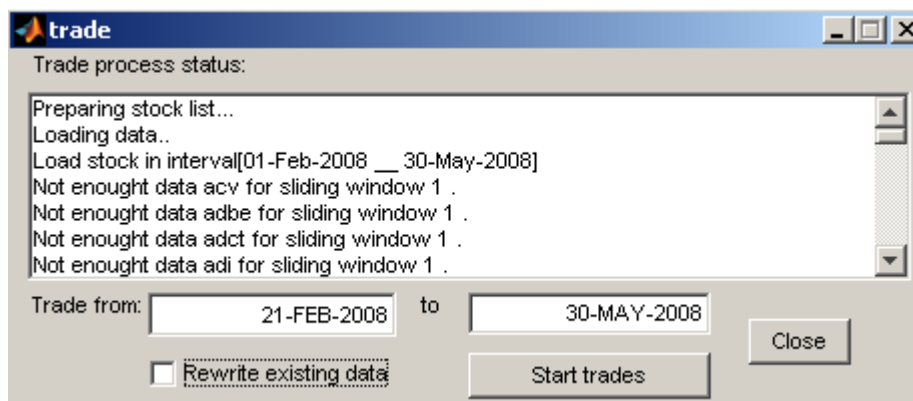 trade
Trade process status:
Preparing stock list...
Loading data..
Load stock in interval[01-Feb-2008 __ 30-May-2008]
Not enought data acv for sliding window 1 .
Not enought data adbe for sliding window 1 .
Not enought data adct for sliding window 1 .
Not enought data adi for sliding window 1 .
Trade from: 21-FEB-2008 to 30-MAY-2008
Close
Rewrite existing data Start trades